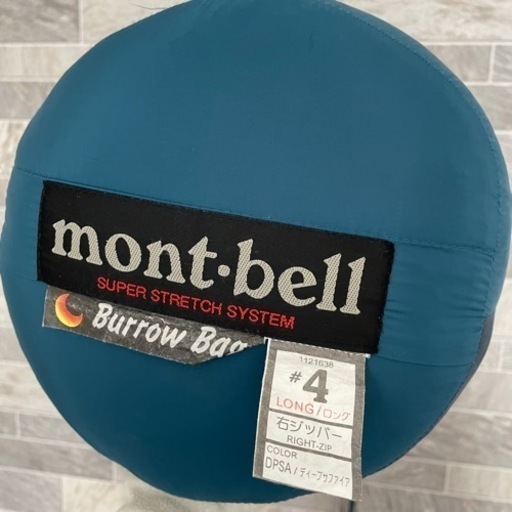 mont·bell
SUPER STRETCH SYSTEM
Burrow Bag
1121638
#4
LONG/ロング
右ジッパー
RIGHT-ZIP
COLOR
DPSA/ディープサファイア